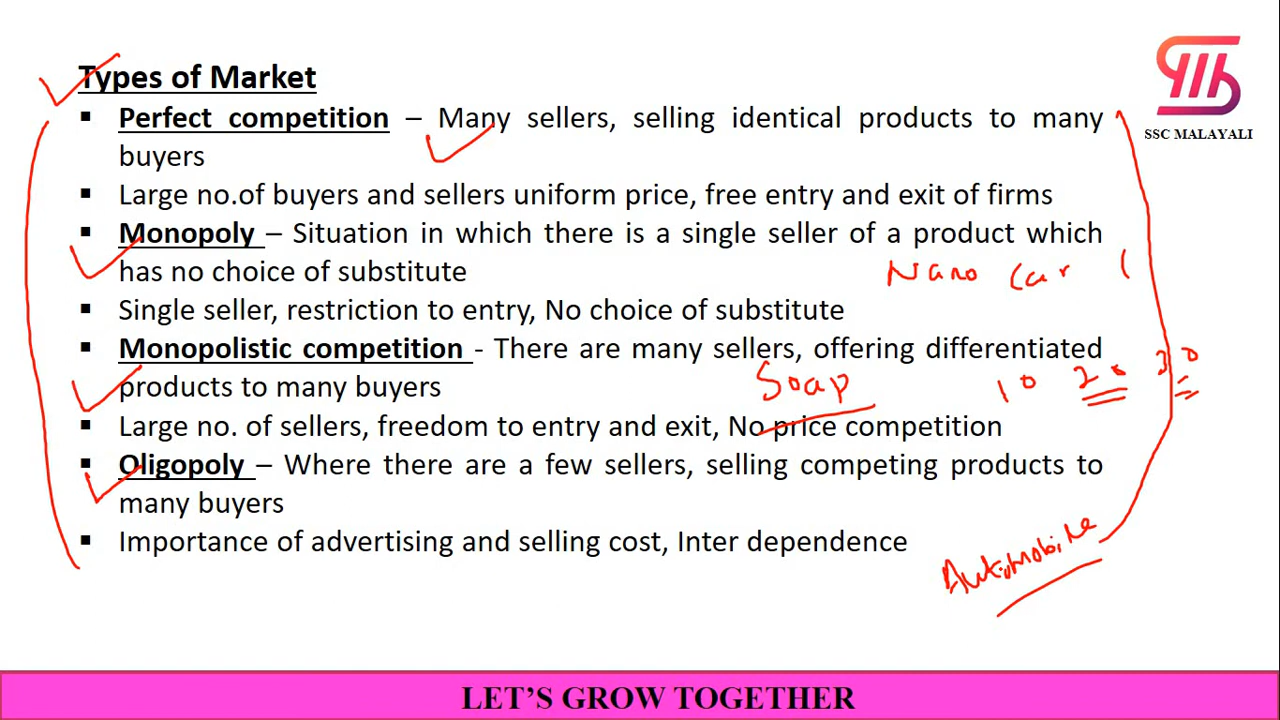 Types of Market
SSC MALAYALI
▪ Perfect competition – Many sellers, selling identical products to many
buyers
▪ Large no.of buyers and sellers uniform price, free entry and exit of firms
▪ Monopoly – Situation in which there is a single seller of a product which
has no choice of substitute
Nano Car (
▪ Single seller, restriction to entry, No choice of substitute
▪ Monopolistic competition - There are many sellers, offering differentiated
products to many buyers
Soap 10 20 30
▪ Large no. of sellers, freedom to entry and exit, No price competition
▪ Oligopoly – Where there are a few sellers, selling competing products to
many buyers
▪ Importance of advertising and selling cost, Inter dependence
Automobile
LET'S GROW TOGETHER